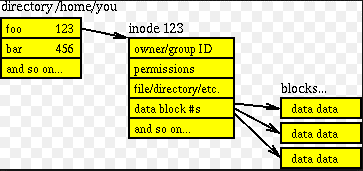 directory /home/you
foo 123
bar 456
and so on...
inode 123
owner/group ID
permissions
file/directory/etc.
data block #s
and so on...
blocks...
data data
data data
data data